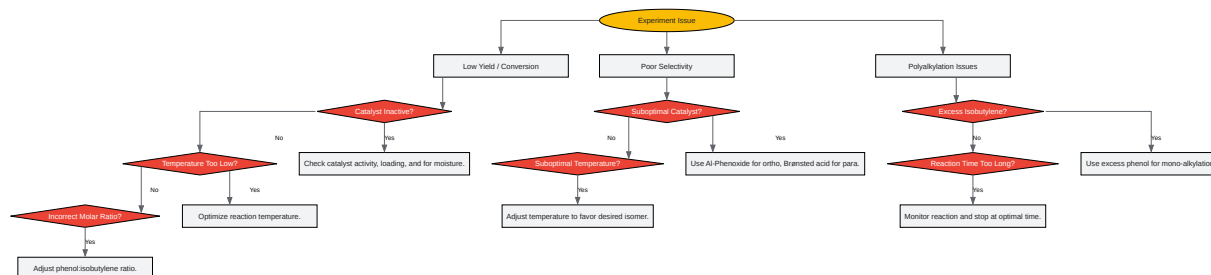 Experiment Issue
Low Yield / Conversion
Poor Selectivity
Polyalkylation Issues
Catalyst Inactive?
Suboptimal Catalyst?
Excess Isobutylene?
No
Yes
No
Yes
No
Yes
Temperature Too Low?
Check catalyst activity, loading, and for moisture.
Suboptimal Temperature?
Use Al-Phenoxide for ortho, Brønsted acid for para.
Reaction Time Too Long?
Use excess phenol for mono-alkylation
No
Yes
Yes
Yes
Incorrect Molar Ratio?
Optimize reaction temperature.
Adjust temperature to favor desired isomer.
Monitor reaction and stop at optimal time.
Yes
Adjust phenol:isobutylene ratio.